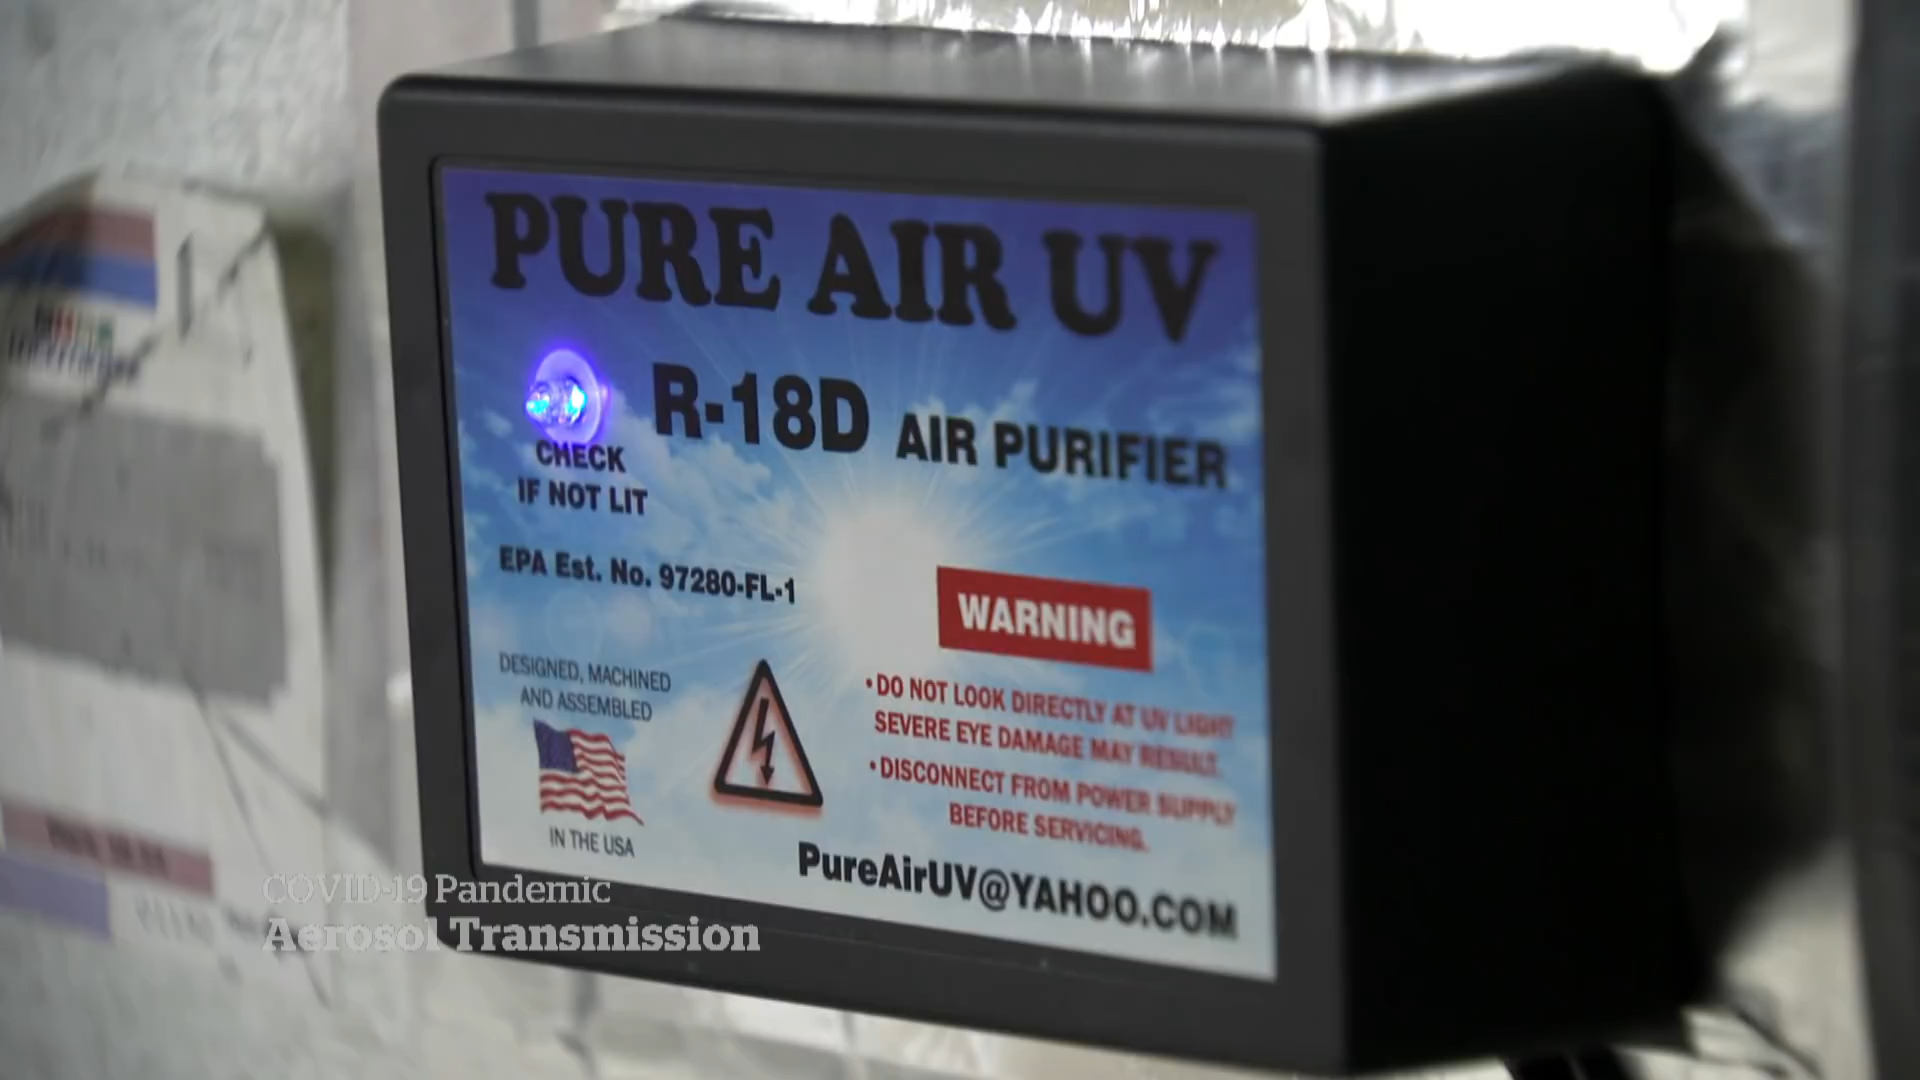 PURE AIR UV
R-18D AIR PURIFIER
CHECK
IF NOT LIT
EPA Est. No. 97280-FL-1
WARNING
DESIGNED, MACHINED
AND ASSEMBLED
IN THE USA
• DO NOT LOOK DIRECTLY AT UV LIGHT
SEVERE EYE DAMAGE MAY RESULT.
• DISCONNECT FROM POWER SUPPLY
BEFORE SERVICING.
PureAirUV@YAHOO.COM
COVID-19 Pandemic
Aerosol Transmission